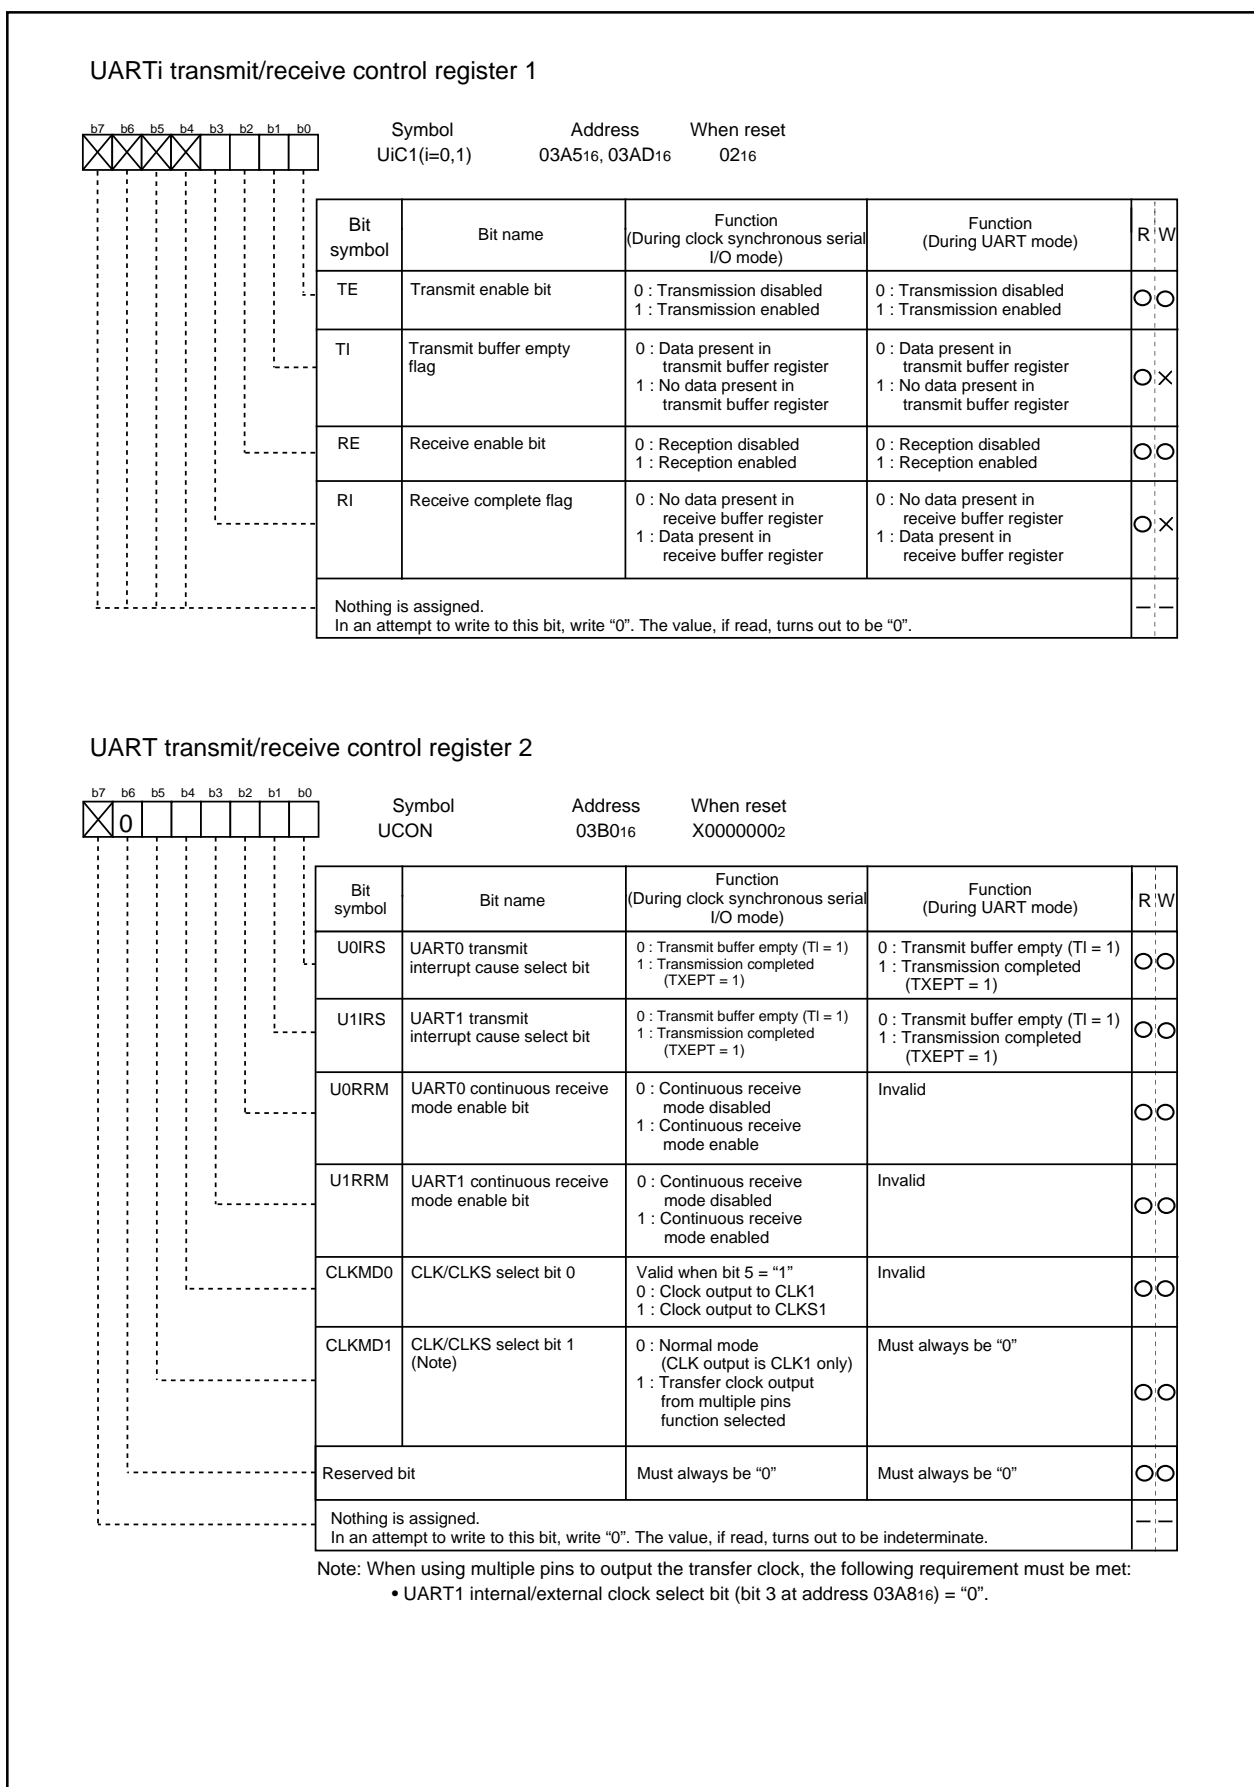 UARTi transmit/receive control register 1
b7 b6 b5 b4 b3 b2 b1 b0
Symbol Address When reset
UiC1(i=0,1) 03A516, 03AD16 0216
Bit symbol Bit name Function (During clock synchronous serial I/O mode) Function (During UART mode) R W
TE Transmit enable bit 0 : Transmission disabled 0 : Transmission disabled
1 : Transmission enabled 1 : Transmission enabled
TI Transmit buffer empty 0 : Data present in 0 : Data present in
flag transmit buffer register transmit buffer register
1 : No data present in 1 : No data present in
transmit buffer register transmit buffer register
RE Receive enable bit 0 : Reception disabled 0 : Reception disabled
1 : Reception enabled 1 : Reception enabled
RI Receive complete flag 0 : No data present in 0 : No data present in
receive buffer register receive buffer register
1 : Data present in 1 : Data present in
receive buffer register receive buffer register
Nothing is assigned.
In an attempt to write to this bit, write “0”. The value, if read, turns out to be “0”.
UART transmit/receive control register 2
b7 b6 b5 b4 b3 b2 b1 b0
0
Symbol Address When reset
UCON 03B016 X00000002
Bit symbol Bit name Function (During clock synchronous serial I/O mode) Function (During UART mode) R W
U0IRS UART0 transmit 0 : Transmit buffer empty (TI = 1) 0 : Transmit buffer empty (TI = 1)
interrupt cause select bit 1 : Transmission completed 1 : Transmission completed
(TXEPT = 1) (TXEPT = 1)
U1IRS UART1 transmit 0 : Transmit buffer empty (TI = 1) 0 : Transmit buffer empty (TI = 1)
interrupt cause select bit 1 : Transmission completed 1 : Transmission completed
(TXEPT = 1) (TXEPT = 1)
U0RRM UART0 continuous receive 0 : Continuous receive Invalid
mode enable bit mode disabled
1 : Continuous receive
mode enable
U1RRM UART1 continuous receive 0 : Continuous receive Invalid
mode enable bit mode disabled
1 : Continuous receive
mode enabled
CLKMD0 CLK/CLKS select bit 0 Valid when bit 5 = “1” Invalid
0 : Clock output to CLK1
1 : Clock output to CLKS1
CLKMD1 CLK/CLKS select bit 1 0 : Normal mode Must always be “0”
(Note) (CLK output is CLK1 only)
1 : Transfer clock output
from multiple pins
function selected
Reserved bit Must always be “0” Must always be “0”
Nothing is assigned.
In an attempt to write to this bit, write “0”. The value, if read, turns out to be indeterminate.
Note: When using multiple pins to output the transfer clock, the following requirement must be met:
• UART1 internal/external clock select bit (bit 3 at address 03A816) = “0”.